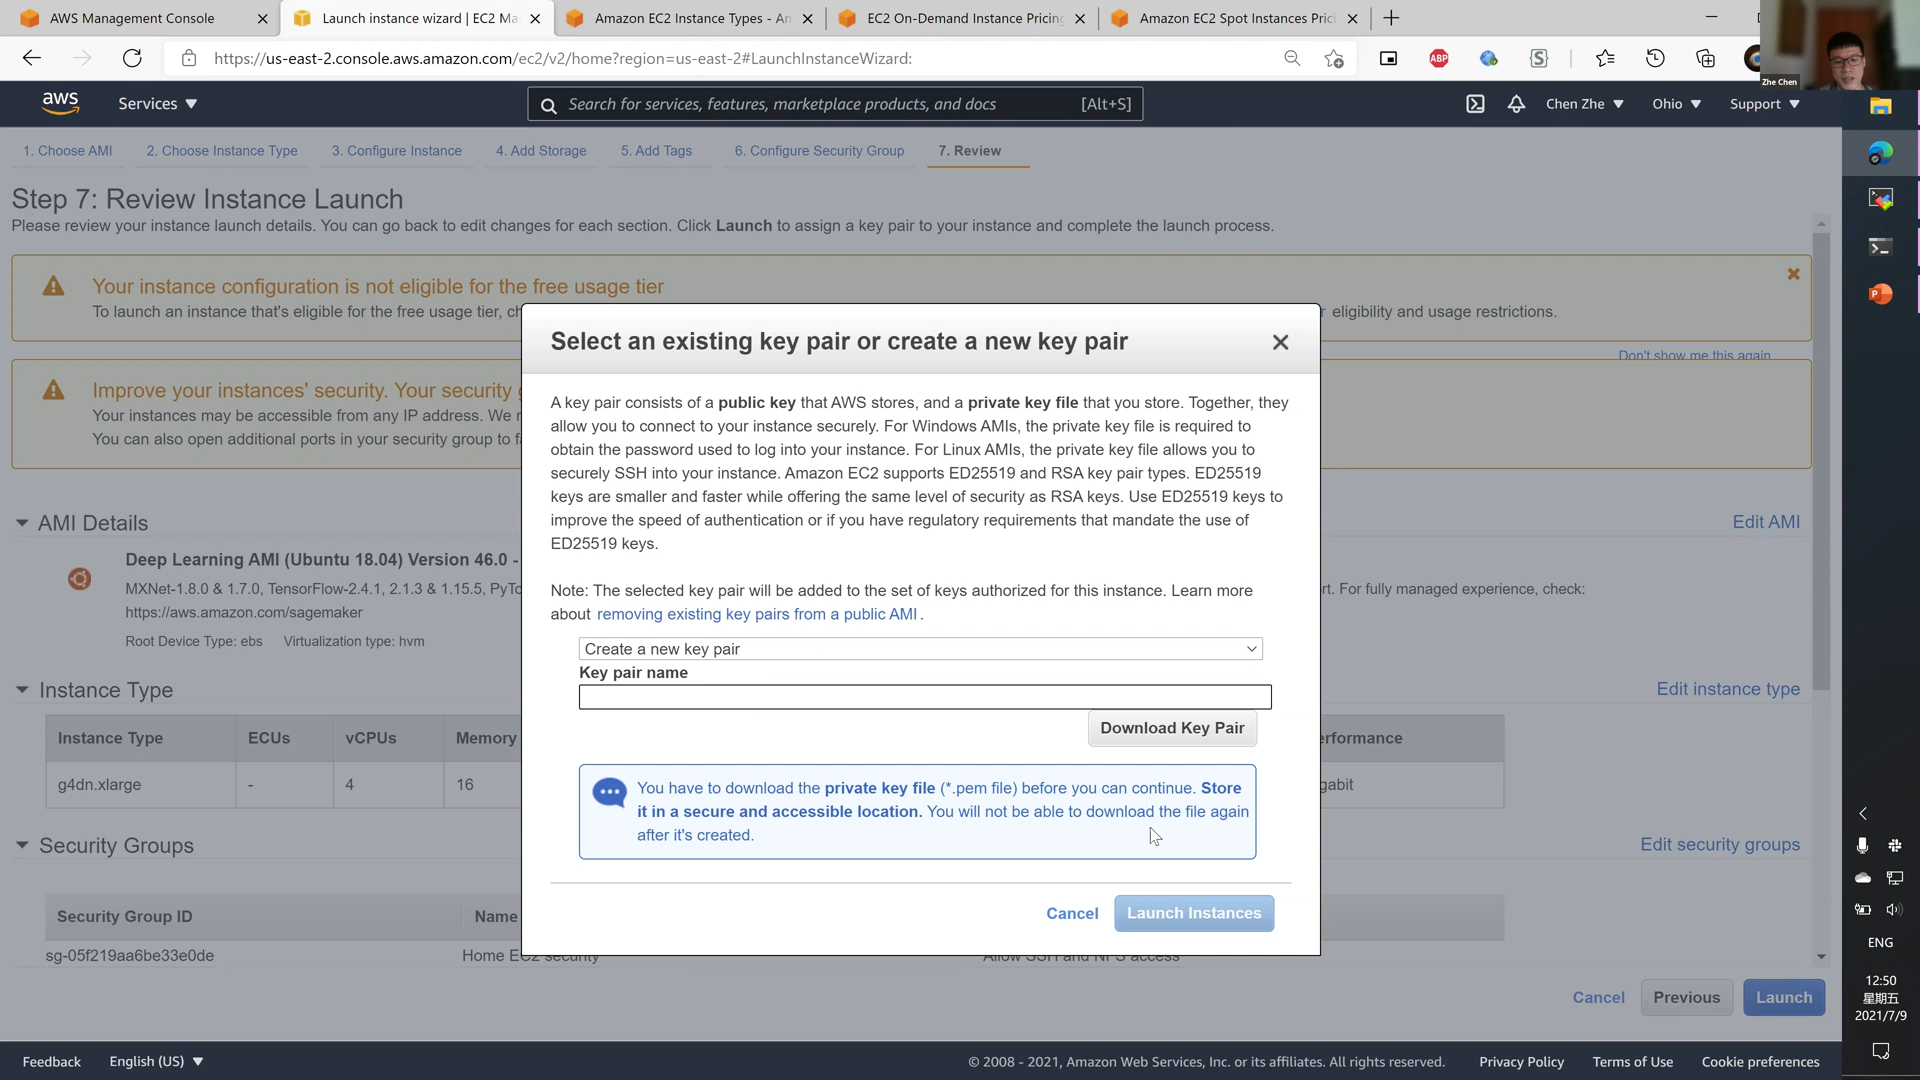 AWS Management Console
Launch instance wizard | EC2 Ma
Amazon EC2 Instance Types - Am
EC2 On-Demand Instance Pricing
Amazon EC2 Spot Instances Prici
https://us-east-2.console.aws.amazon.com/ec2/v2/home?region=us-east-2#LaunchInstanceWizard:
ABP
S
Zhe Chen
aws
Services
Search for services, features, marketplace products, and docs
[Alt+S]
Chen Zhe
Ohio
Support
1. Choose AMI
2. Choose Instance Type
3. Configure Instance
4. Add Storage
5. Add Tags
6. Configure Security Group
7. Review
Step 7: Review Instance Launch
Please review your instance launch details. You can go back to edit changes for each section. Click Launch to assign a key pair to your instance and complete the launch process.
Your instance configuration is not eligible for the free usage tier
To launch an instance that's eligible for the free usage tier, ch
eligibility and usage restrictions.
Don't show me this again
Improve your instances' security. Your security
Your instances may be accessible from any IP address. We r
You can also open additional ports in your security group to f
Select an existing key pair or create a new key pair
A key pair consists of a public key that AWS stores, and a private key file that you store. Together, they
allow you to connect to your instance securely. For Windows AMIs, the private key file is required to
obtain the password used to log into your instance. For Linux AMIs, the private key file allows you to
securely SSH into your instance. Amazon EC2 supports ED25519 and RSA key pair types. ED25519
keys are smaller and faster while offering the same level of security as RSA keys. Use ED25519 keys to
improve the speed of authentication or if you have regulatory requirements that mandate the use of
ED25519 keys.
Note: The selected key pair will be added to the set of keys authorized for this instance. Learn more
about removing existing key pairs from a public AMI.
Create a new key pair
Key pair name
Download Key Pair
You have to download the private key file (*.pem file) before you can continue. Store
it in a secure and accessible location. You will not be able to download the file again
after it's created.
Cancel
Launch Instances
AMI Details
Edit AMI
Deep Learning AMI (Ubuntu 18.04) Version 46.0 -
MXNet-1.8.0 & 1.7.0, TensorFlow-2.4.1, 2.1.3 & 1.15.5, PyTo
rt. For fully managed experience, check:
https://aws.amazon.com/sagemaker
Root Device Type: ebs
Virtualization type: hvm
Instance Type
Edit instance type
Instance Type
ECUs
vCPUs
Memory
erformance
g4dn.xlarge
-
4
16
gabit
Security Groups
Edit security groups
Security Group ID
Name
sg-05f219aa6be33e0de
Home EC2 security
Allow SSH and NFS access
Cancel
Previous
Launch
Feedback
English (US)
© 2008 - 2021, Amazon Web Services, Inc. or its affiliates. All rights reserved.
Privacy Policy
Terms of Use
Cookie preferences
P
ENG
12:50
星期五
2021/7/9